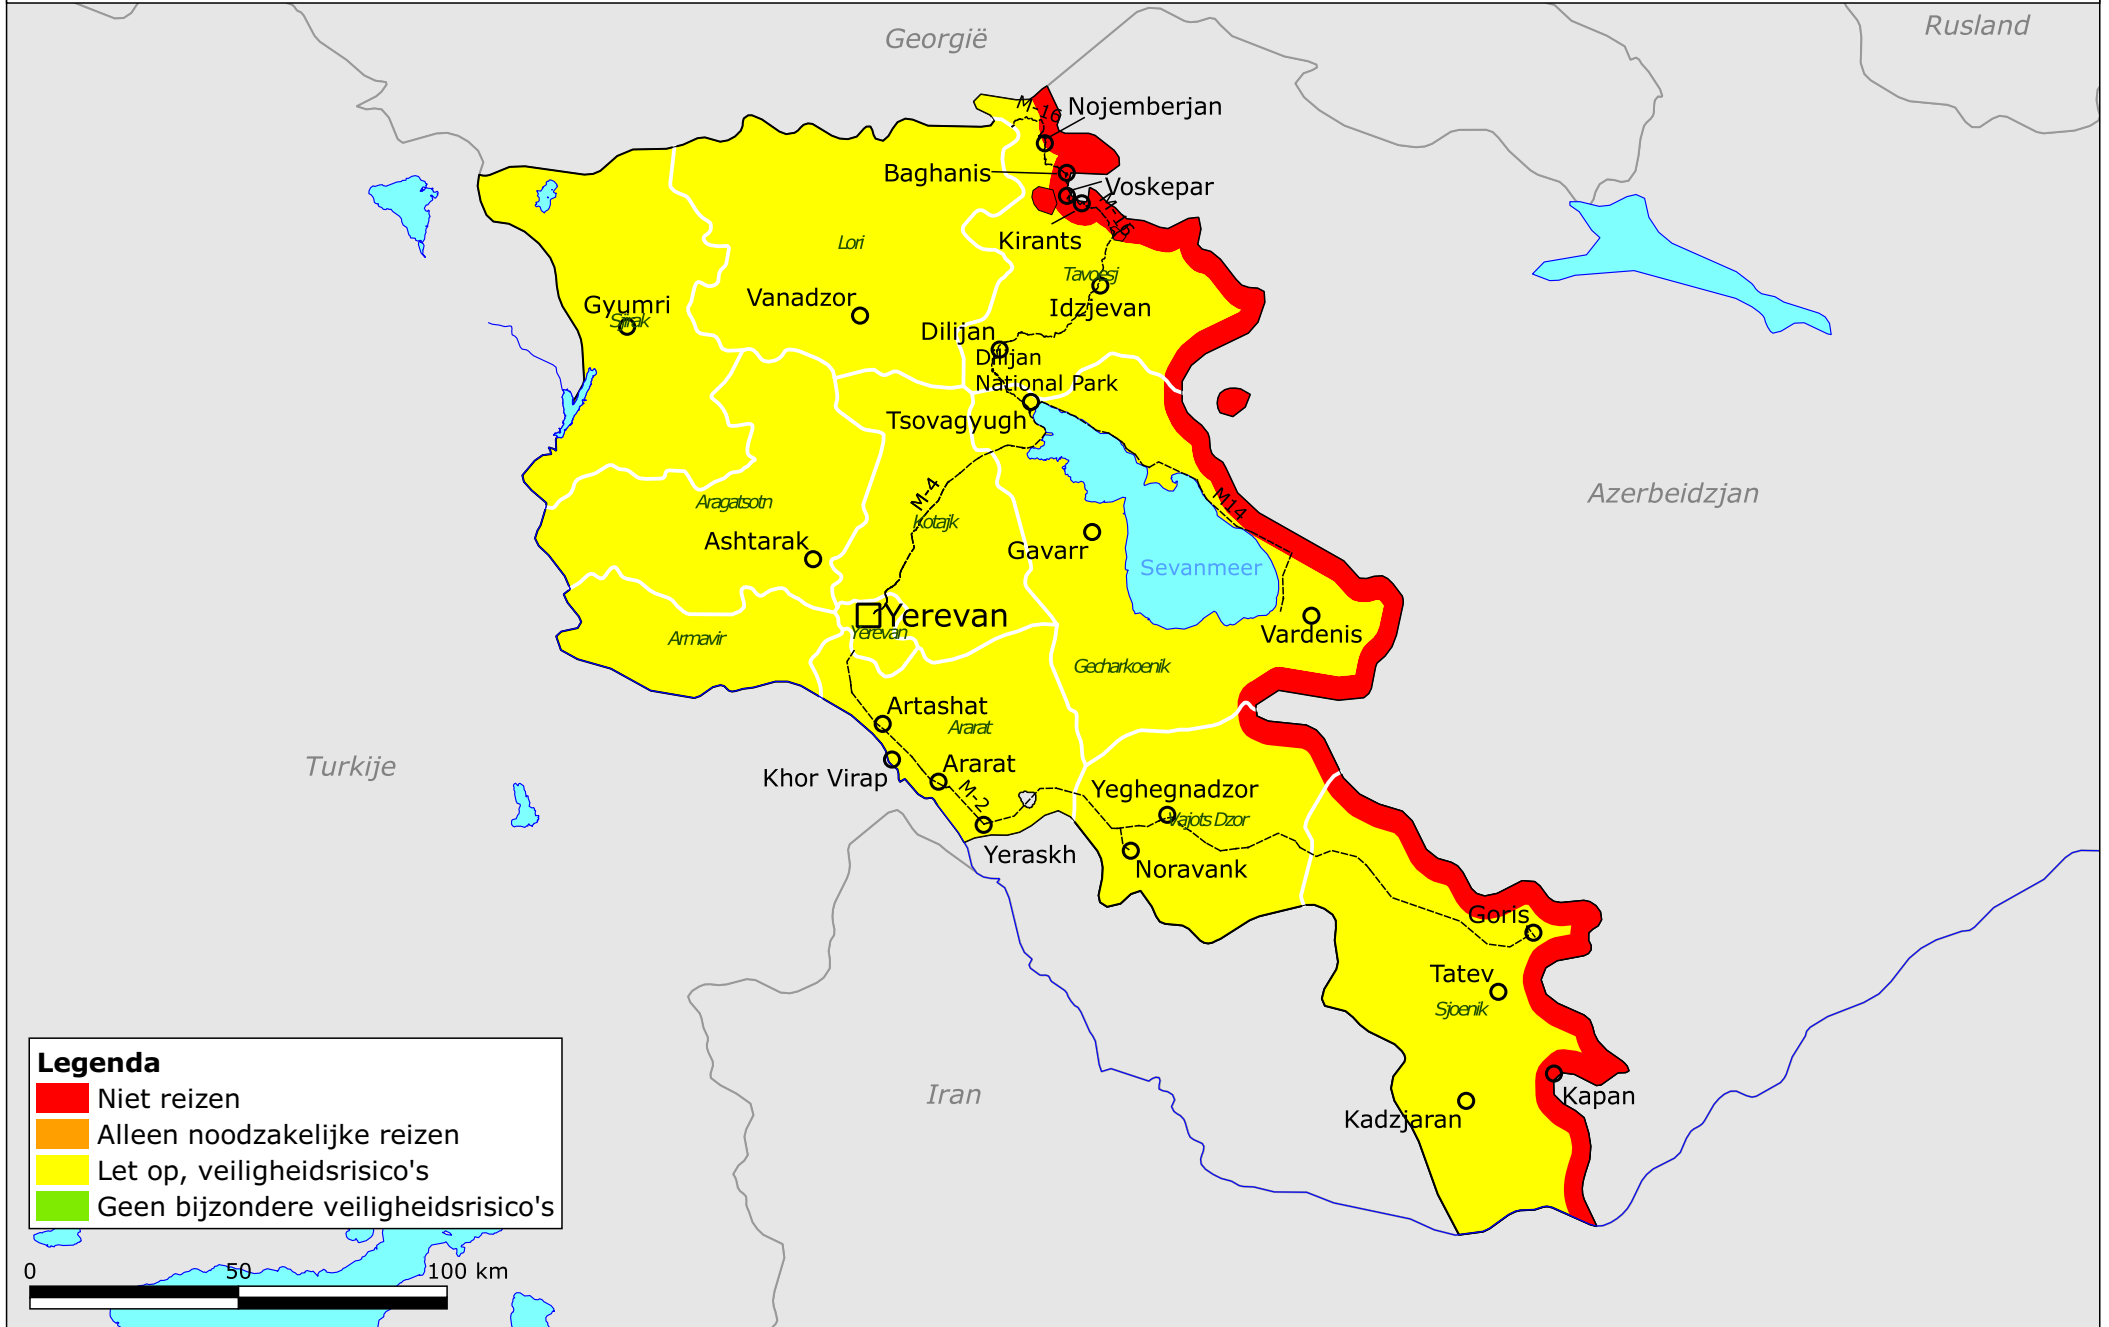 Georgië
Rusland
M-16
Nojemberjan
Baghanis
Voskepar
M-16
Kirants
Lori
Tavoesj
Gyumri
Sjirak
Vanadzor
Idzjevan
Dilijan
Dilijan
National Park
Tsovagyugh
Azerbeidzjan
M-4
M14
Aragatsotn
Kotajk
Ashtarak
Gavarr
Sevanmeer
Yerevan
Yerevan
Armavir
Vardenis
Gecharkoenik
Artashat
Ararat
Turkije
Khor Virap
Ararat
M-2
Yeghegnadzor
Vajots Dzor
Yeraskh
Noravank
Goris
Tatev
Sjoenik
Iran
Kapan
Kadzjaran
Legenda
Niet reizen
Alleen noodzakelijke reizen
Let op, veiligheidsrisico's
Geen bijzondere veiligheidsrisico's
0 50 100 km